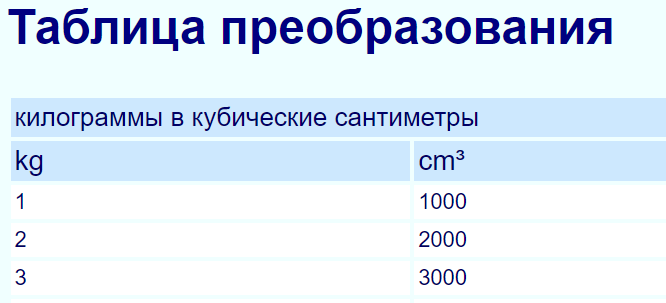 Таблица преобразования
килограммы в кубические сантиметры
kg cm³
1 1000
2 2000
3 3000